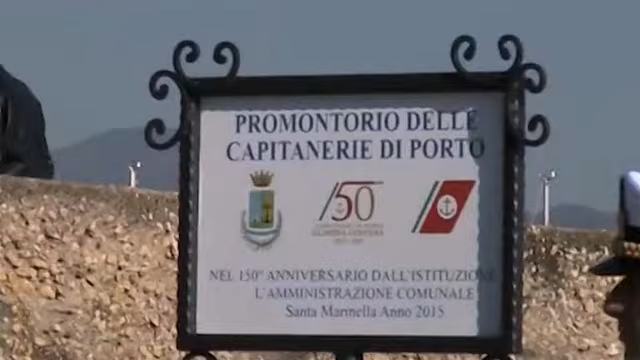 PROMONTORIO DELLE
CAPITANERIE DI PORTO
150
NEL 150° ANNIVERSARIO DALL'ISTITUZIONE
L'AMMINISTRAZIONE COMUNALE
Santa Marinella Anno 2015